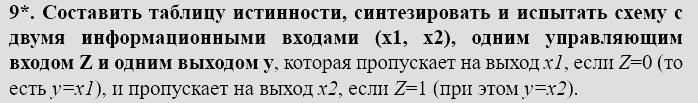 9*. Составить таблицу истинности, синтезировать и испытать схему с
двумя информационными входами (x1, x2), одним управляющим
входом Z и одним выходом y, которая пропускает на выход x1, если Z=0 (то
есть y=x1), и пропускает на выход x2, если Z=1 (при этом y=x2).